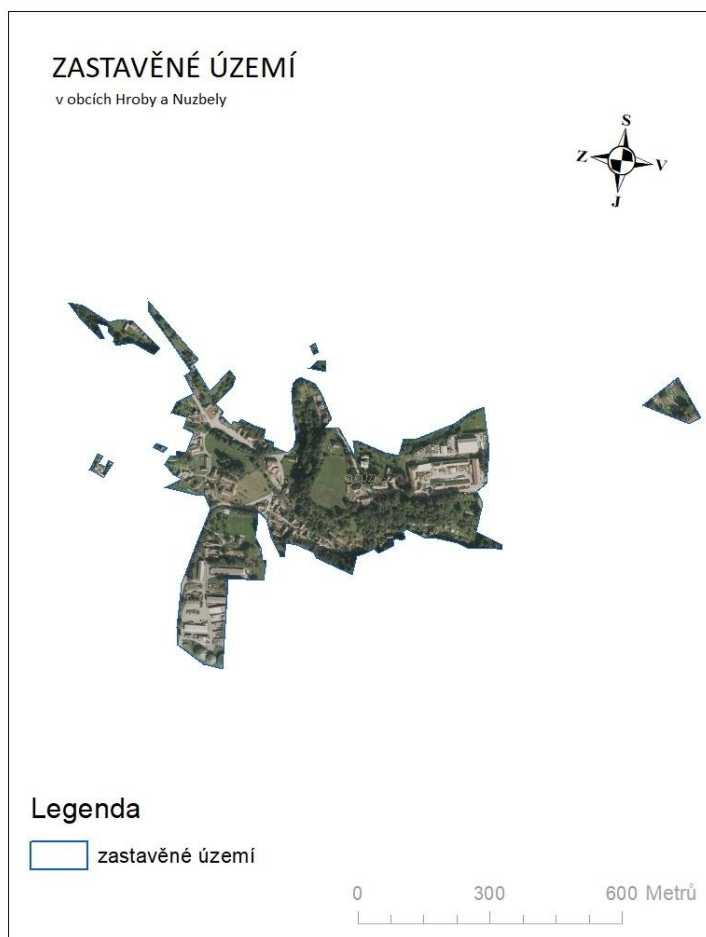 ZASTAVĚNÉ ÚZEMÍ
v obcích Hroby a Nuzbely
S
Z V
J
Legenda
zastavěné území
0 300 600 Metrů